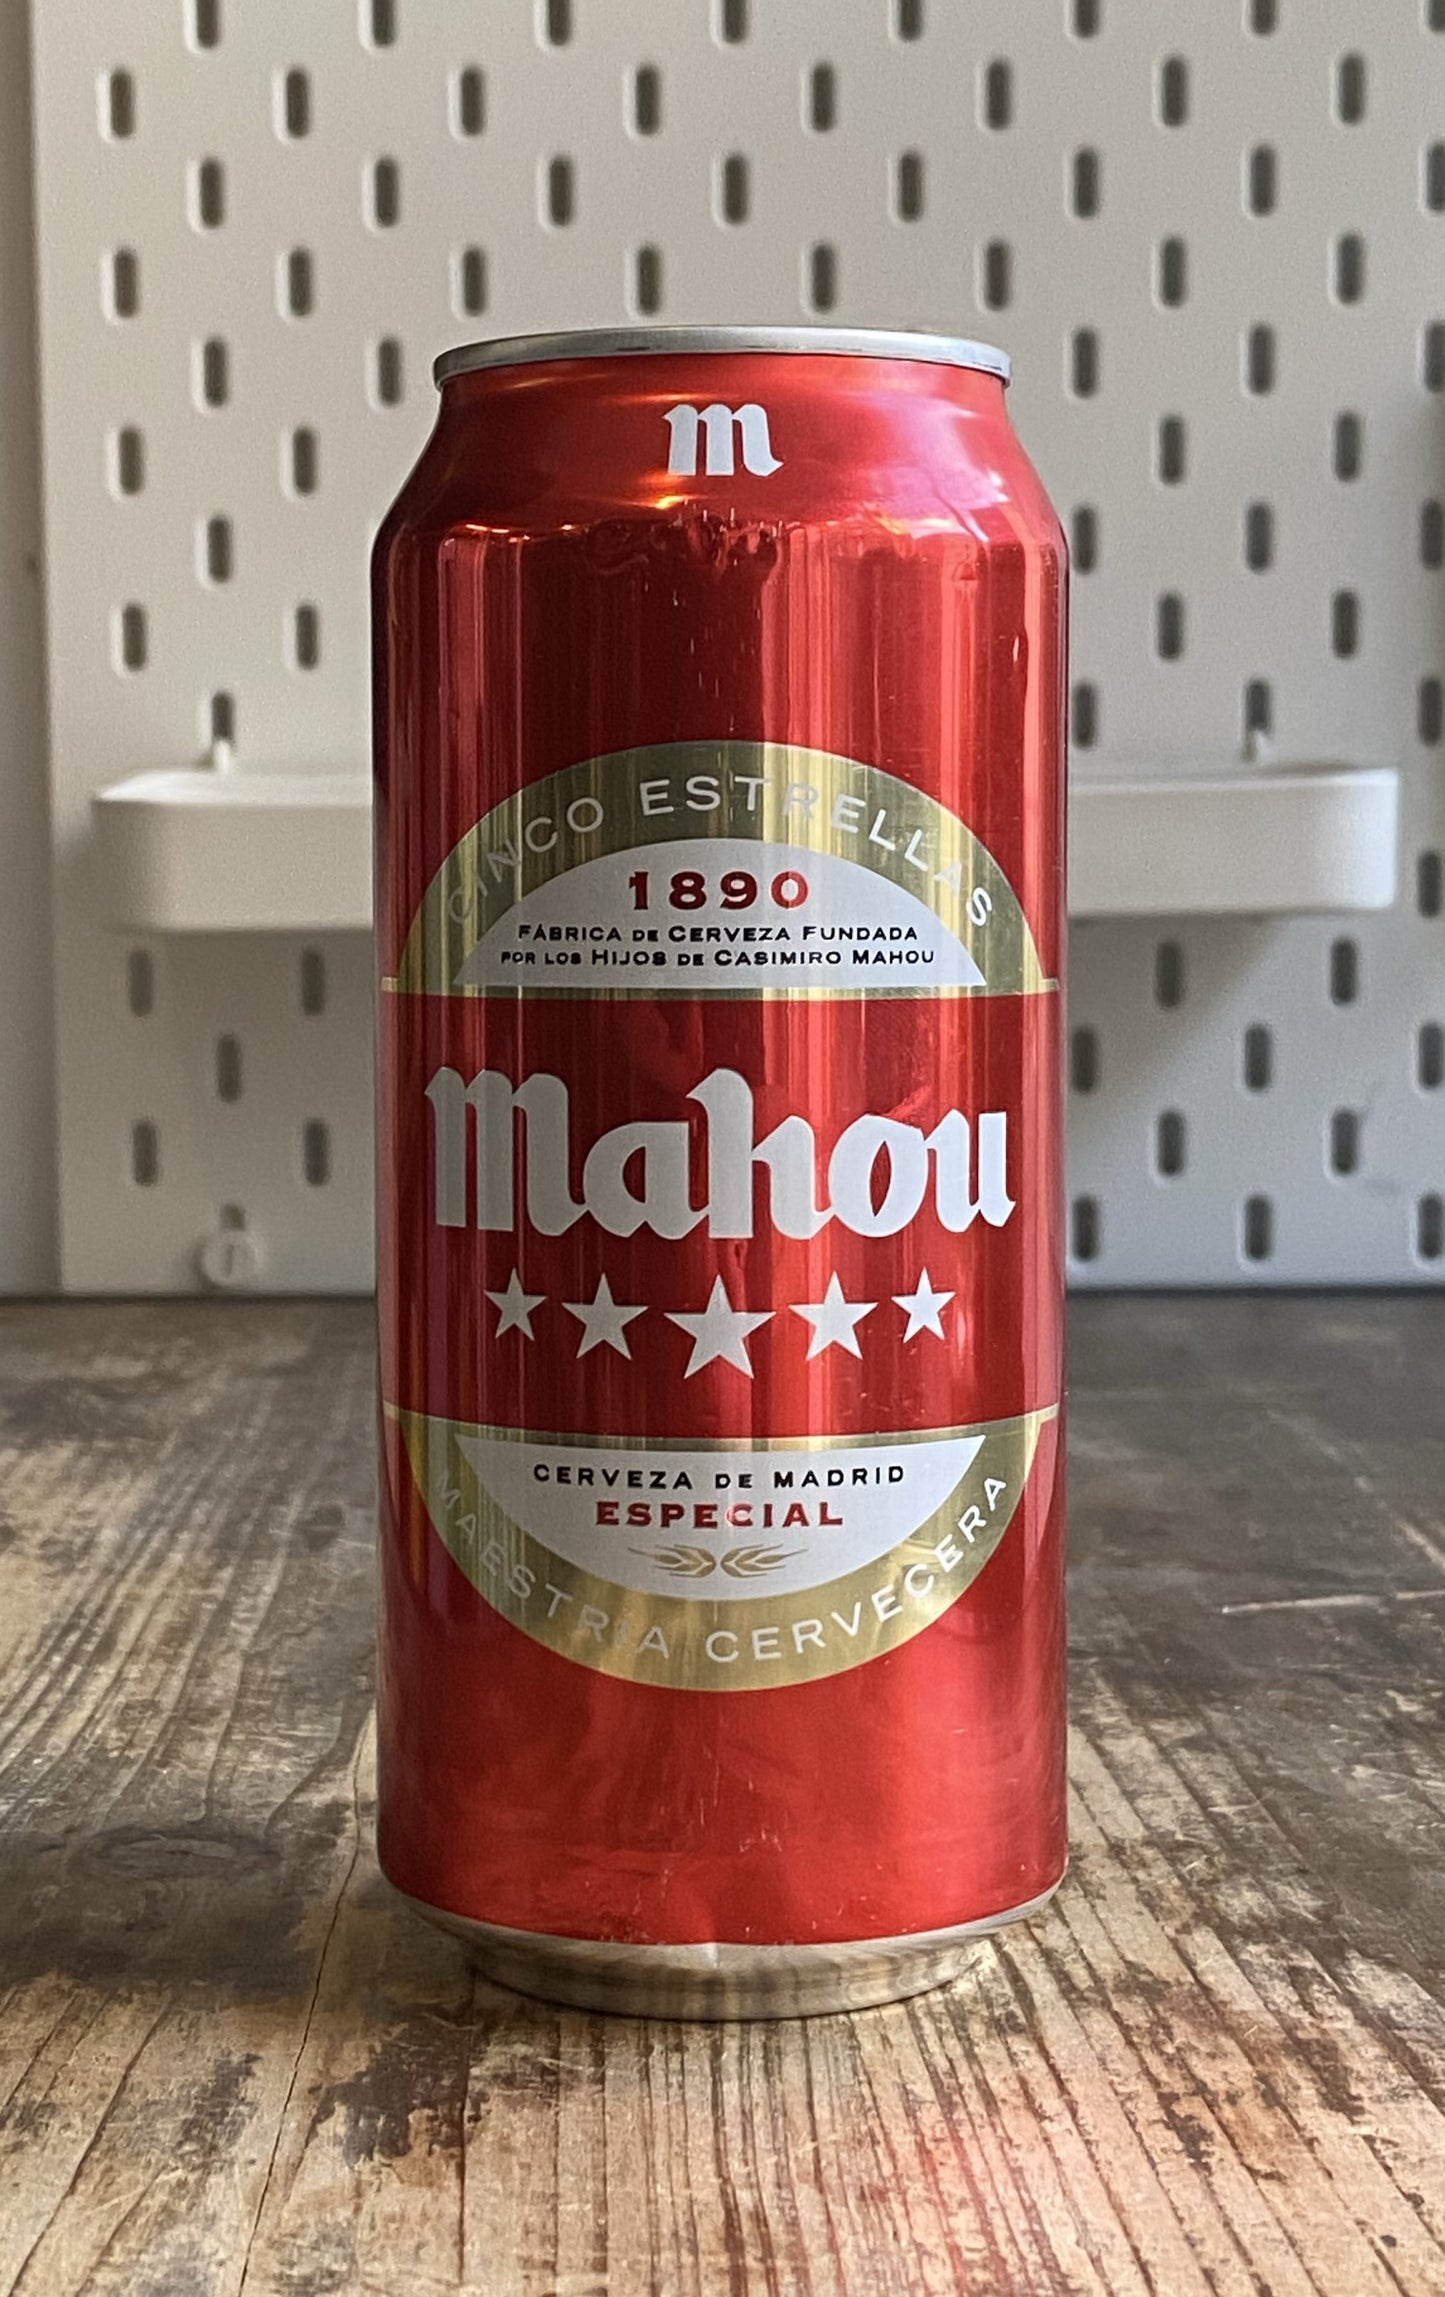 m
CINCO ESTRELLAS
1890
FÁBRICA DE CERVEZA FUNDADA
POR LOS HIJOS DE CASIMIRO MAHOU
Mahou
CERVEZA DE MADRID
ESPECIAL
MAESTRÍA CERVECERA